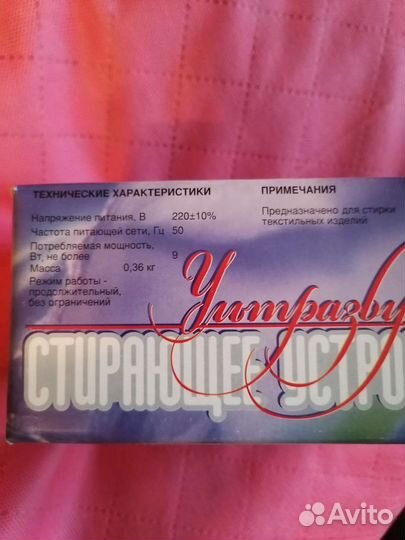 ТЕХНИЧЕСКИЕ ХАРАКТЕРИСТИКИ
Напряжение питания, В 220±10%
Частота питающей сети, Гц 50
Потребляемая мощность,
Вт, не более 9
Масса 0,36 кг
Режим работы -
продолжительный,
без ограничений
ПРИМЕЧАНИЯ
Предназначено для стирки
текстильных изделий
Ультразву
СТИРАЮЩЕЕ УСТРО
Avito